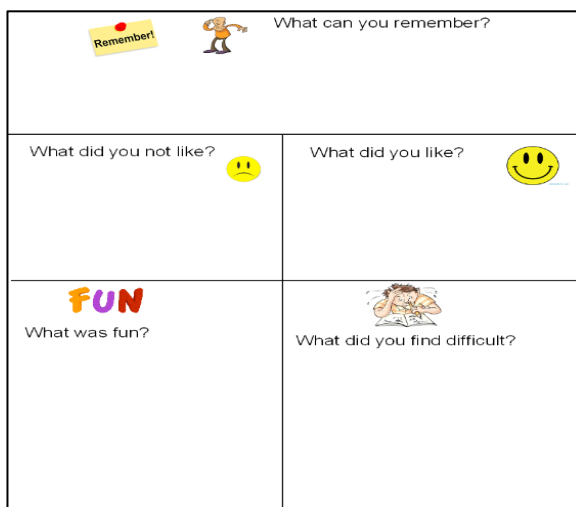 Remember!
What can you remember?
What did you not like?
What did you like?
FUN
What was fun?
What did you find difficult?